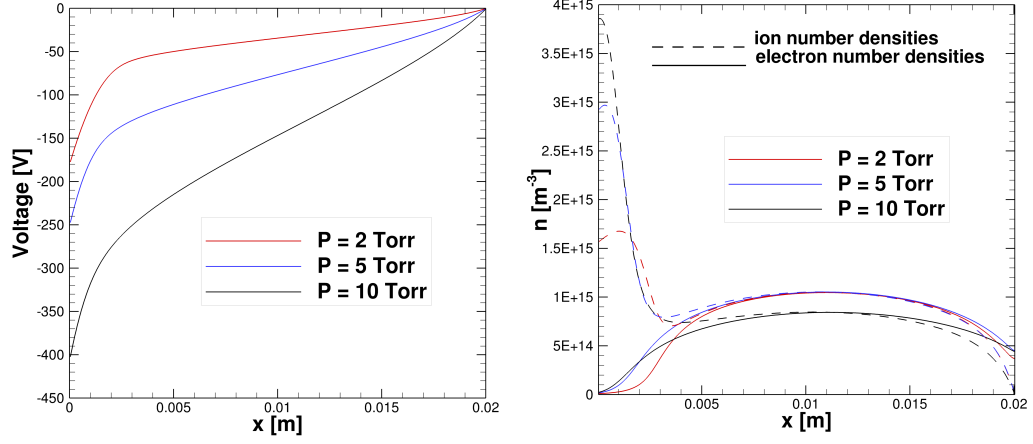 0
-50
-100
-150
-200
-250
-300
-350
-400
-450
Voltage [V]
P = 2 Torr
P = 5 Torr
P = 10 Torr
0
0.005
0.01
0.015
0.02
x [m]
4E+15
3.5E+15
3E+15
2.5E+15
2E+15
1.5E+15
1E+15
5E+14
0
n [m-3]
ion number densities
electron number densities
P = 2 Torr
P = 5 Torr
P = 10 Torr
0.005
0.01
0.015
0.02
x [m]